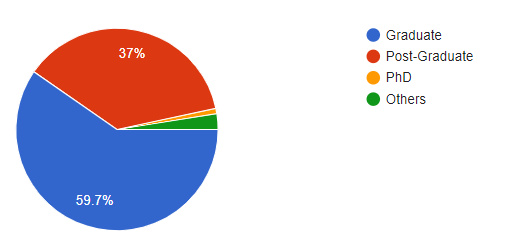 37%
59.7%
Graduate
Post-Graduate
PhD
Others